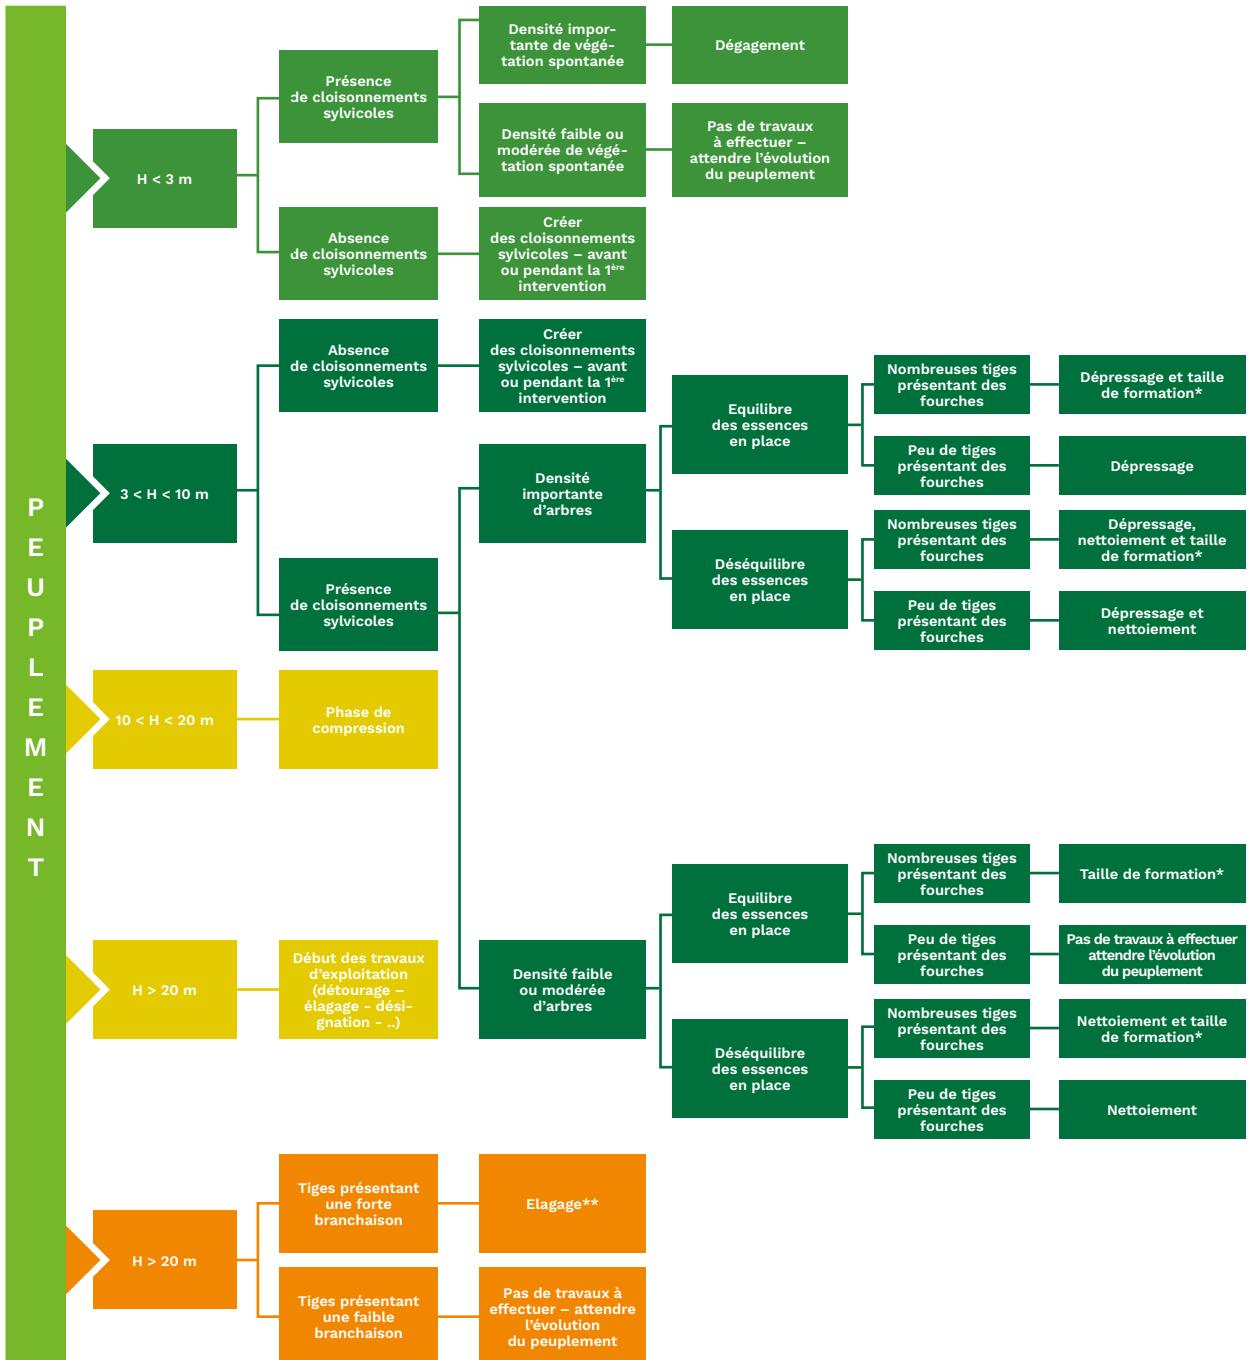 PEUPLEMENT
H < 3 m
Présence
de cloisonnements
sylvicoles
Densité impor-
tante de végé-
tation spontanée
Dégagement
Densité faible ou
modérée de végé-
tation spontanée
Pas de travaux
à effectuer –
attendre l’évolution
du peuplement
Absence
de cloisonnements
sylvicoles
Créer
des cloisonnements
sylvicoles – avant
ou pendant la 1ère
intervention
3 < H < 10 m
Absence
de cloisonnements
sylvicoles
Créer
des cloisonnements
sylvicoles – avant
ou pendant la 1ère
intervention
Présence
de cloisonnements
sylvicoles
Densité
importante
d’arbres
Equilibre
des essences
en place
Nombreuses tiges
présentant des
fourches
Dépressage et taille
de formation*
Peu de tiges
présentant des
fourches
Dépressage
Déséquilibre
des essences
en place
Nombreuses tiges
présentant des
fourches
Dépressage,
nettoiement et taille
de formation*
Peu de tiges
présentant des
fourches
Dépressage et
nettoiement
Densité faible
ou modérée
d’arbres
Equilibre
des essences
en place
Nombreuses tiges
présentant des
fourches
Taille de formation*
Peu de tiges
présentant des
fourches
Pas de travaux à effectuer
attendre l’évolution
du peuplement
Déséquilibre
des essences
en place
Nombreuses tiges
présentant des
fourches
Nettoiement et taille
de formation*
Peu de tiges
présentant des
fourches
Nettoiement
10 < H < 20 m
Phase de
compression
H > 20 m
Début des travaux
d’exploitation
(détourage –
élagage - dési-
gnation - ..)
H > 20 m
Tiges présentant
une forte
branchaison
Elagage**
Tiges présentant
une faible
branchaison
Pas de travaux à
effectuer – attendre
l’évolution
du peuplement